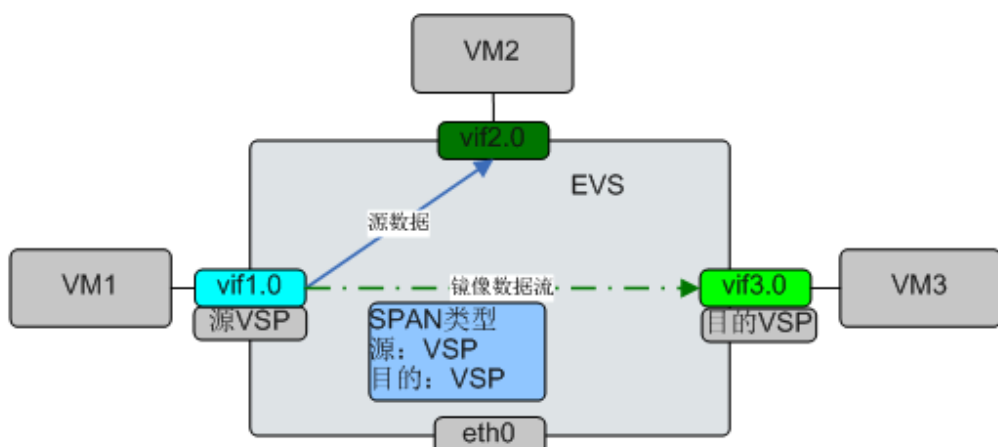 VM2
vif2.0
EVS
源数据
VM1
vif1.0
镜像数据流
vif3.0
VM3
源VSP
目的VSP
SPAN类型
源：VSP
目的：VSP
eth0